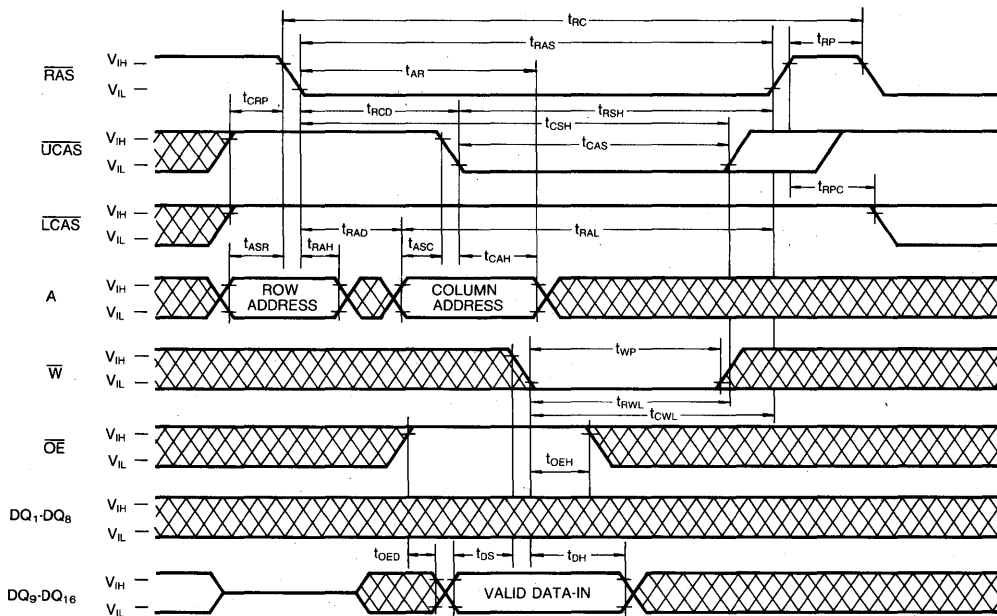 tRC
tRAS
tRP
RAS
VIH
VIL
tAR
tCRP
tRCD
tRSH
tCSH
UCAS
VIH
VIL
tCAS
tRPC
LCAS
VIH
VIL
tASR
tRAH
tRAD
tASC
tRAL
tCAH
A
VIH
VIL
ROW ADDRESS
COLUMN ADDRESS
W
VIH
VIL
tWP
tRWL
tCWL
OE
VIH
VIL
tOEH
DQ1-DQ8
VIH
VIL
tOED
tDS
tDH
DQ9-DQ16
VIH
VIL
VALID DATA-IN